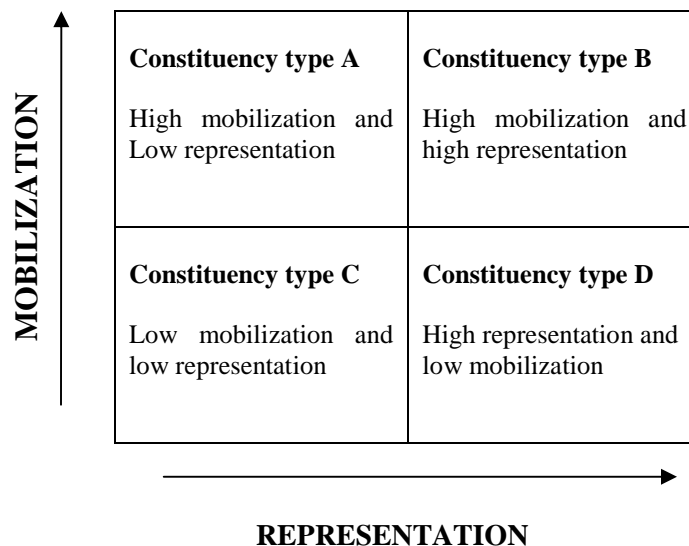 MOBILIZATION
Constituency type A
High mobilization and
Low representation
Constituency type B
High mobilization and
high representation
Constituency type C
Low mobilization and
low representation
Constituency type D
High representation and
low mobilization
REPRESENTATION